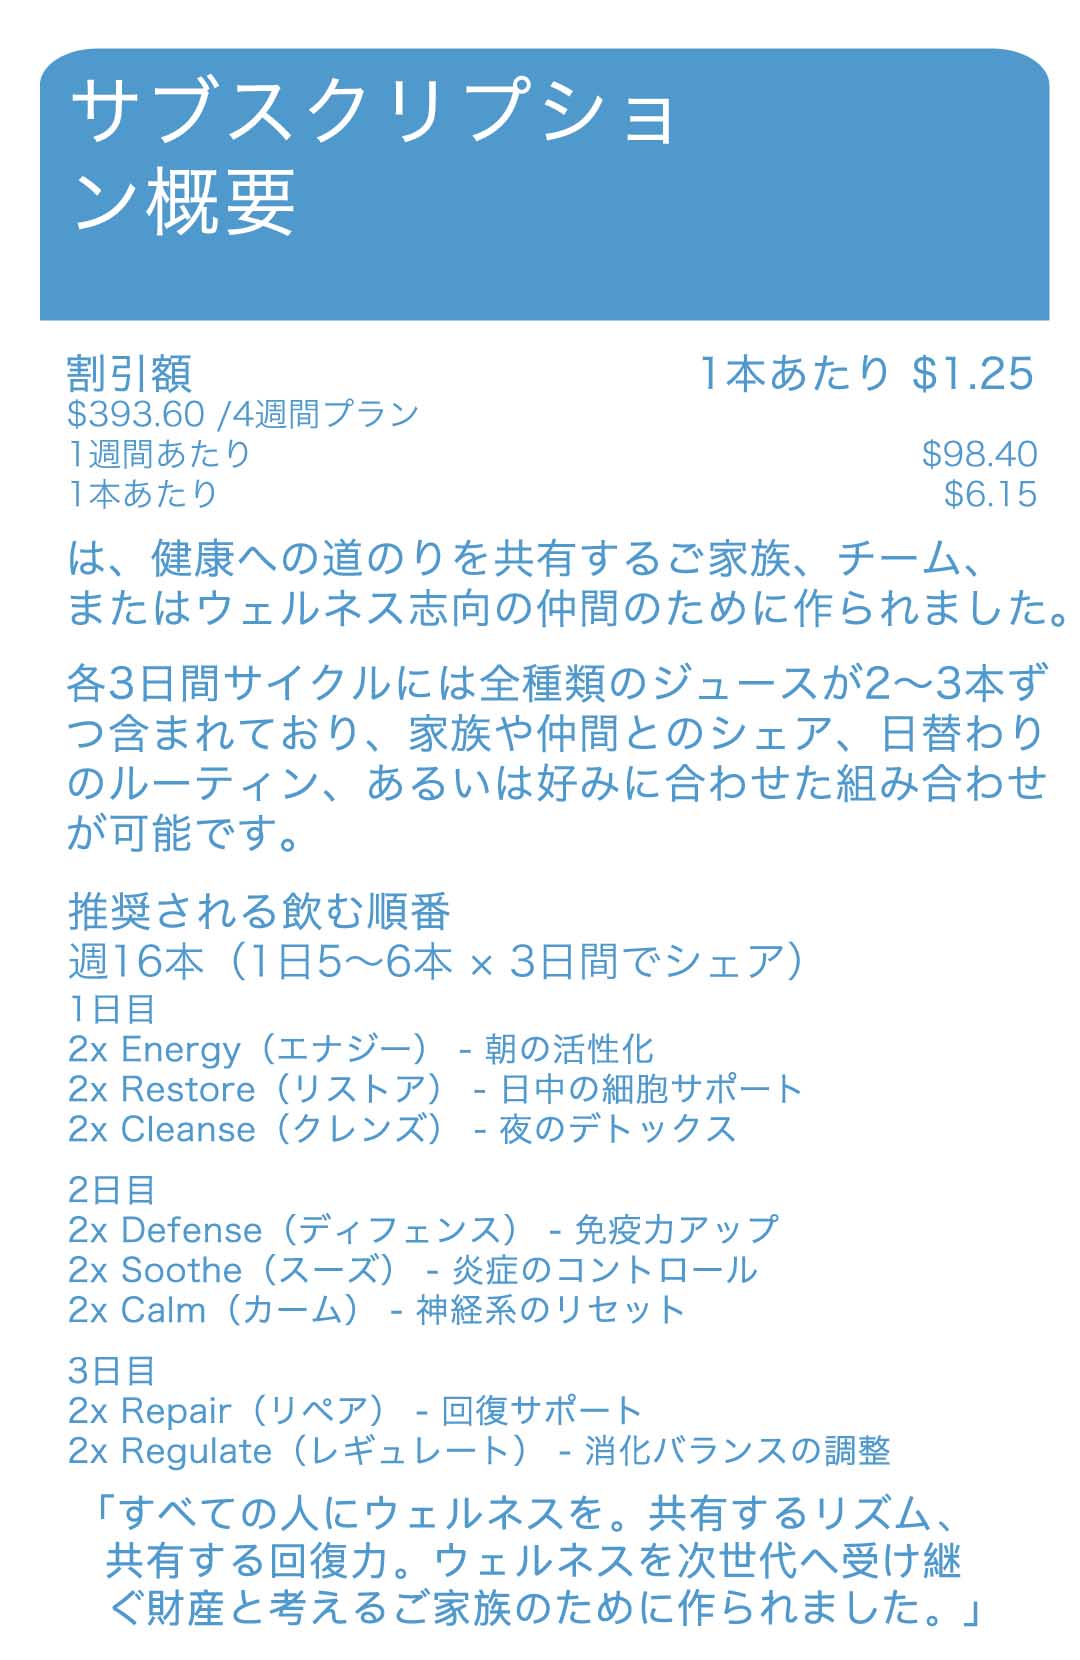 サブスクリプショ
ン概要
割引額 1本あたり $1.25
$393.60 /4週間プラン
1週間あたり $98.40
1本あたり $6.15
は、健康への道のりを共有するご家族、チーム、
またはウェルネス志向の仲間のために作られました。
各3日間サイクルには全種類のジュースが2〜3本ず
つ含まれており、家族や仲間とのシェア、日替わり
のルーティン、あるいは好みに合わせた組み合わせ
が可能です。
推奨される飲む順番
週16本（1日5〜6本 × 3日間でシェア）
1日目
2x Energy（エナジー） - 朝の活性化
2x Restore（リストア） - 日中の細胞サポート
2x Cleanse（クレンズ） - 夜のデトックス
2日目
2x Defense（ディフェンス） - 免疫力アップ
2x Soothe（スーズ） - 炎症のコントロール
2x Calm（カーム） - 神経系のリセット
3日目
2x Repair（リペア） - 回復サポート
2x Regulate（レギュレート） - 消化バランスの調整
「すべての人にウェルネスを。共有するリズム、
共有する回復力。ウェルネスを次世代へ受け継
ぐ財産と考えるご家族のために作られました。」